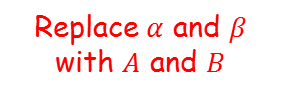 Replace α and β
with A and B